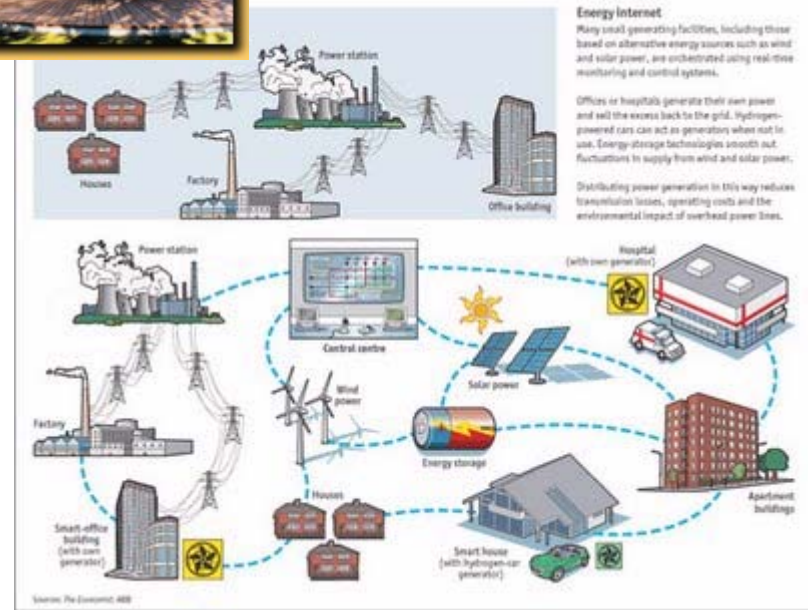 Energy internet
Many small generating facilities, including those
based on alternative energy sources such as wind
and solar power, are orchestrated using real-time
monitoring and control systems.
Offices or hospitals generate their own power
and sell the excess back to the grid. Hydrogen-
powered cars can act as generators when not in
use. Energy-storage technologies smooth out
fluctuations in supply from wind and solar power.
Distributing power generation in this way reduces
transmission losses, operating costs and the
environmental impact of overhead power lines.
Power station
Houses
Factory
Office building
Power station
Control centre
Hospital
(with own generator)
Solar power
Wind
power
Factory
Energy storage
Houses
Apartment
buildings
Smart-office
building
(with own
generator)
Smart house
(with hydrogen-car
generator)
Sources: The Economist; ABB